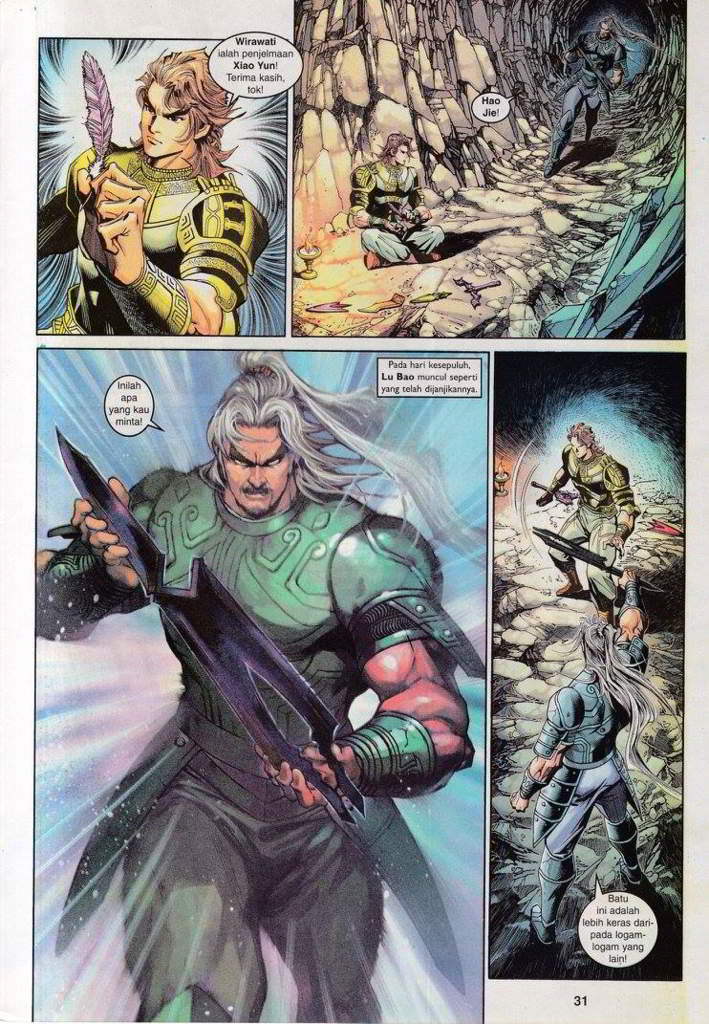 Wirawati
ialah penjelmaan
Xiao Yun!
Terima kasih,
tok!
Hao
Jie!
Inilah
apa
yang kau
minta!
Pada hari kesepuluh,
Lu Bao muncul seperti
yang telah dijanjikannya.
Batu
ini adalah
lebih keras dari-
pada logam-
logam yang
lain!
31